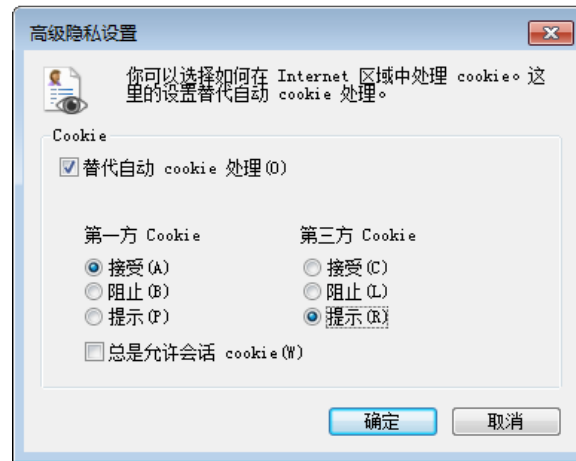 高级隐私设置
你可以选择如何在 Internet 区域中处理 cookie。这
里的设置替代自动 cookie 处理。
Cookie
替代自动 cookie 处理(O)
第一方 Cookie
第三方 Cookie
接受(A)
接受(C)
阻止(B)
阻止(L)
提示(P)
提示(R)
总是允许会话 cookie(W)
确定
取消